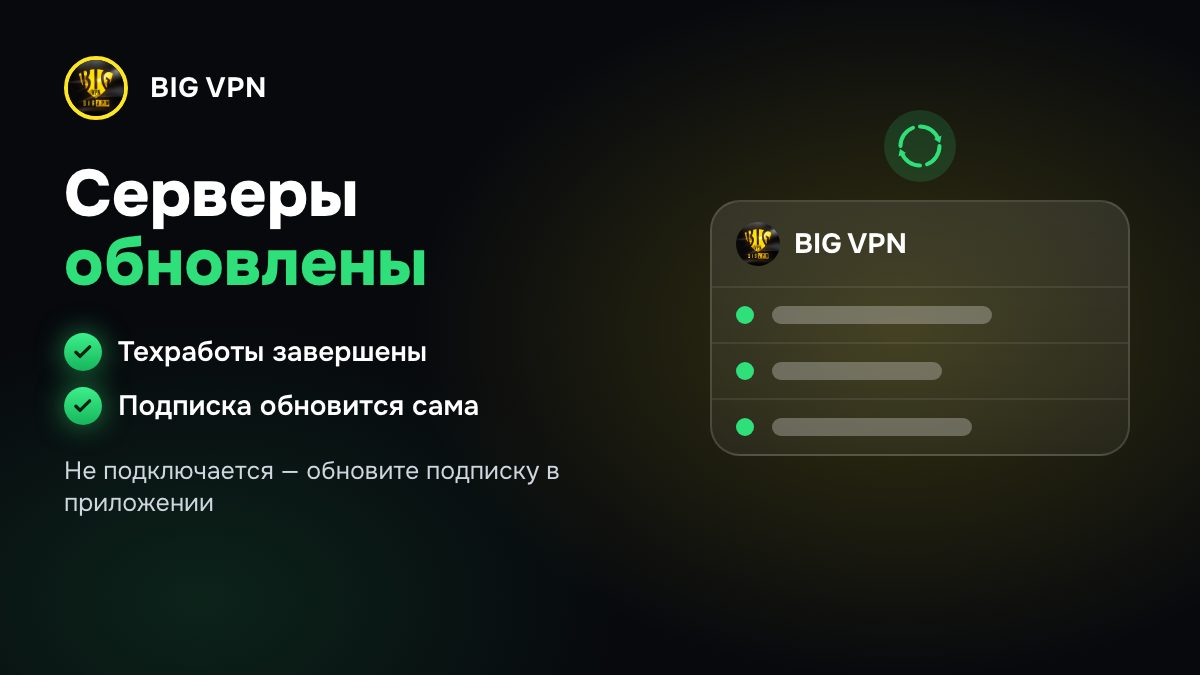 BIG VPN
Серверы
обновлены
Техработы завершены
Подписка обновится сама
Не подключается — обновите подписку в
приложении
BIG VPN